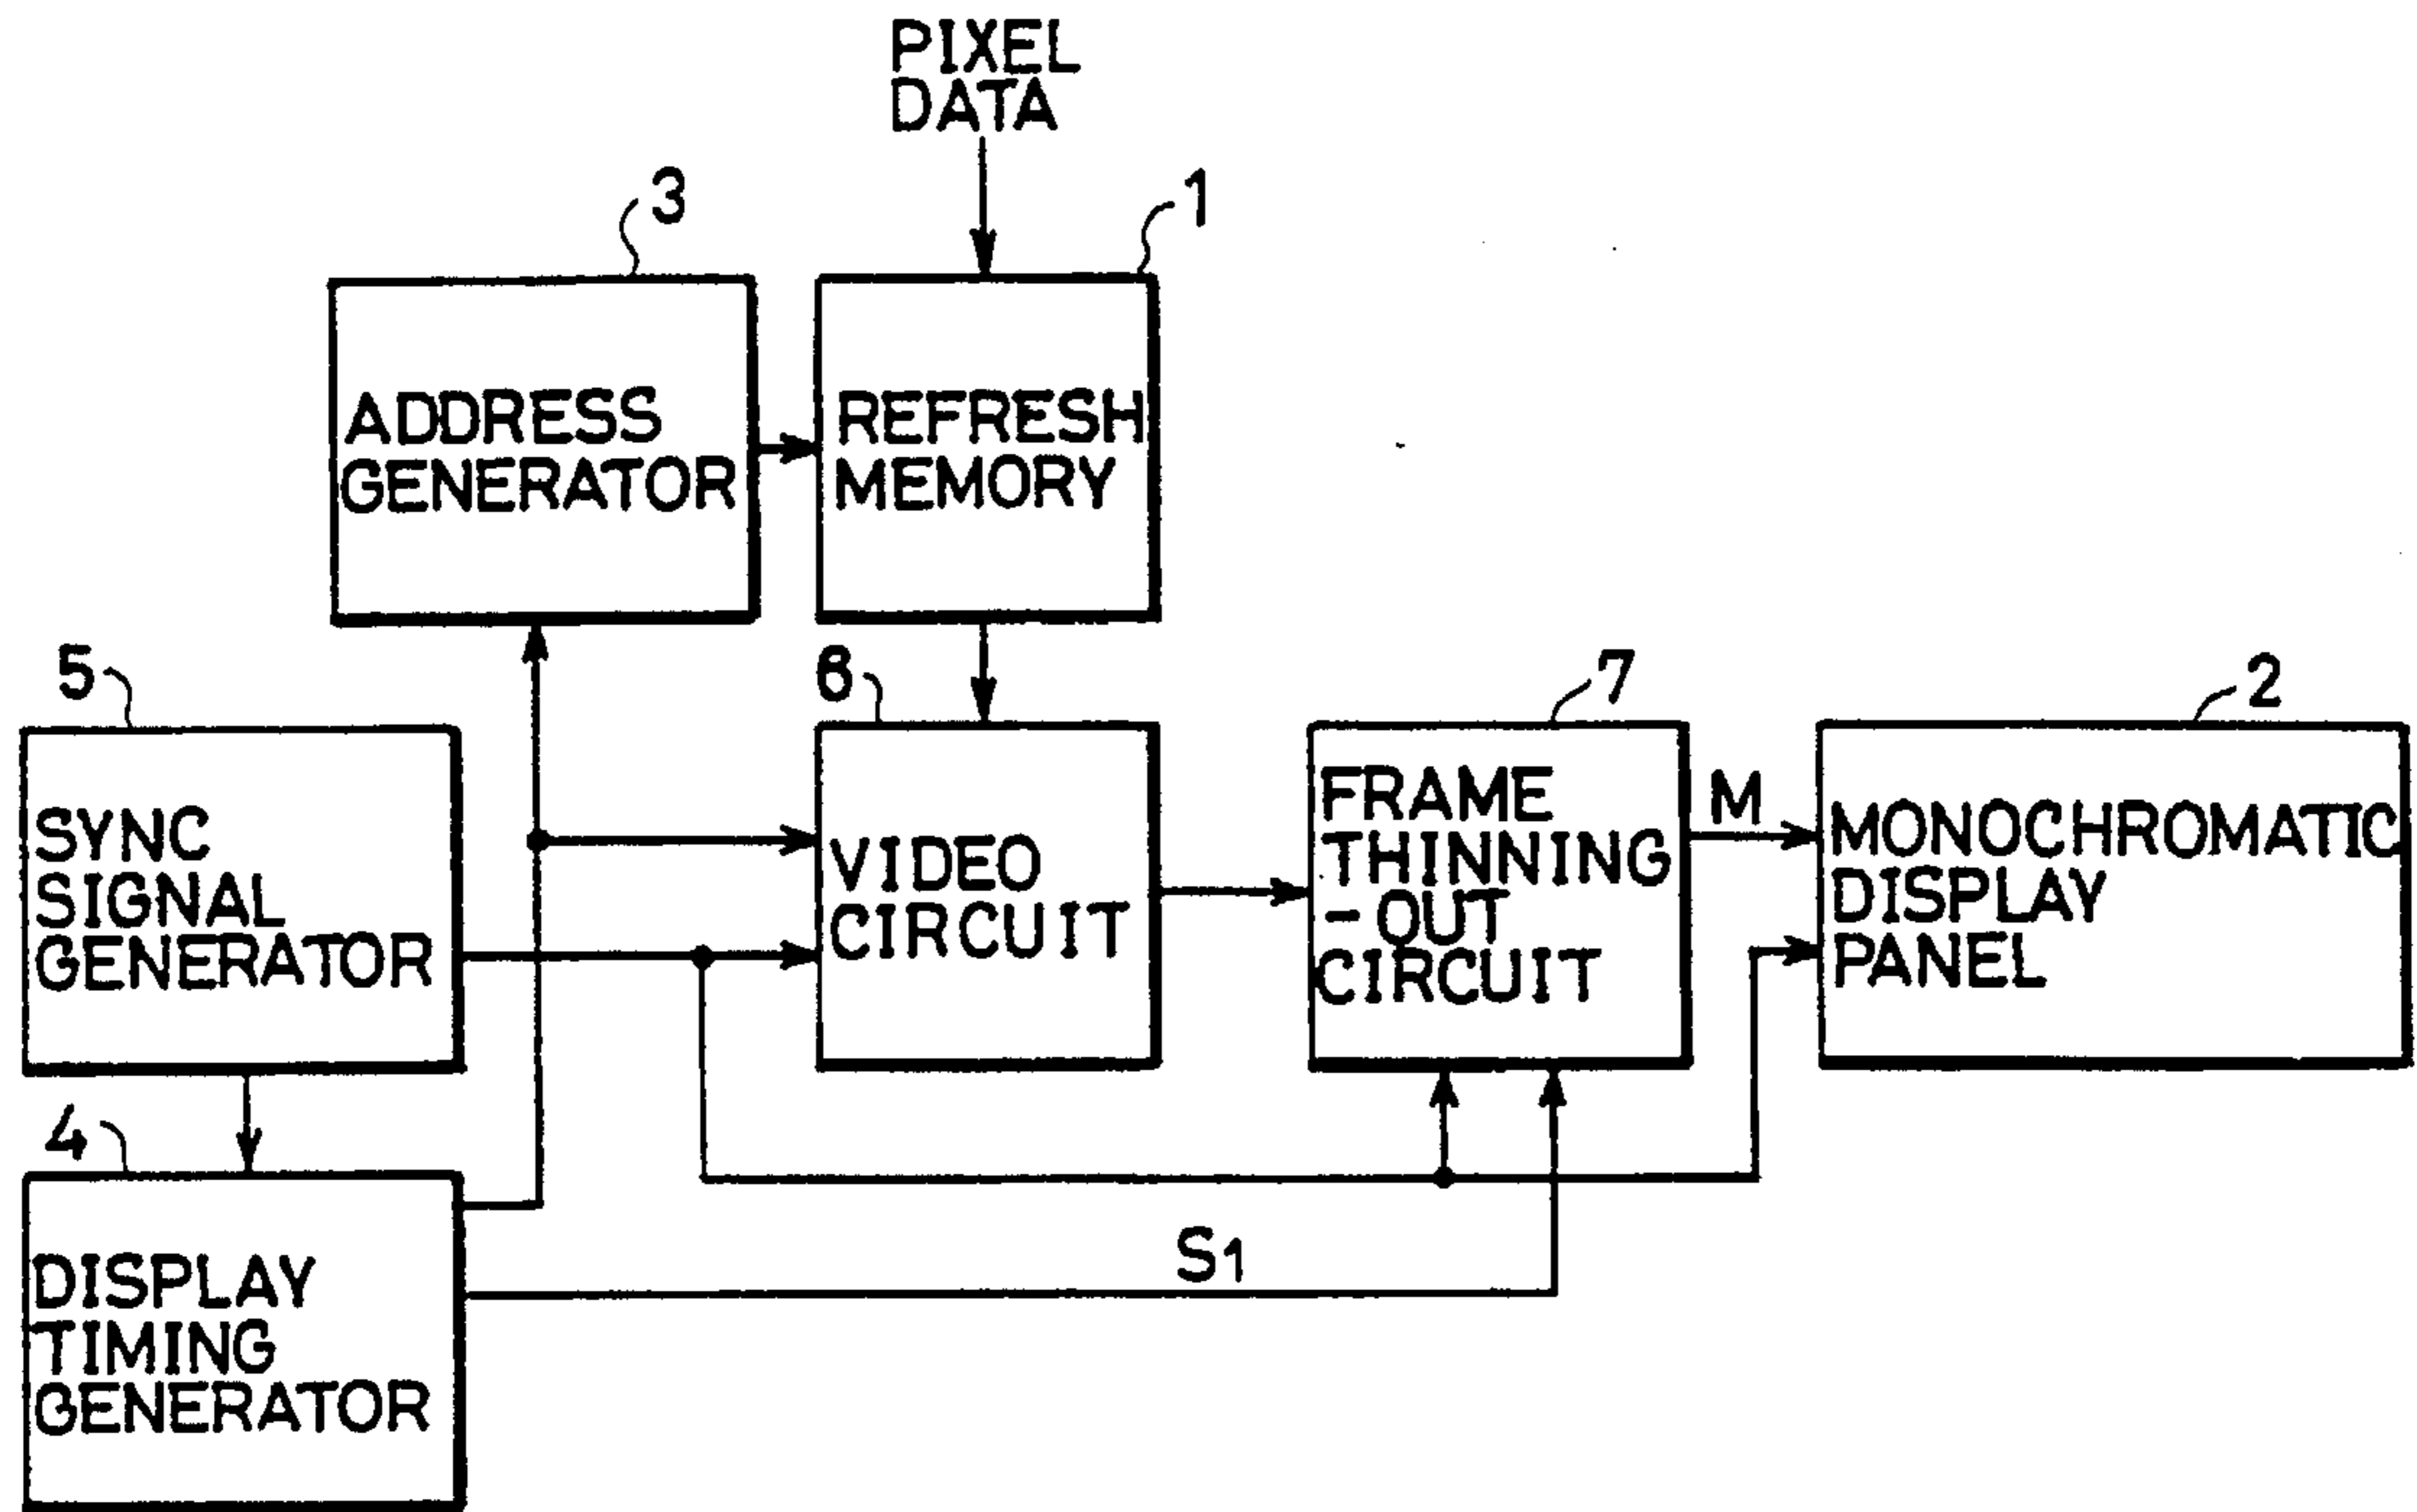 PIXEL
DATA
3
1
ADDRESS
GENERATOR
REFRESH
MEMORY
5
6
7
2
SYNC
SIGNAL
GENERATOR
VIDEO
CIRCUIT
FRAME
THINNING
-OUT
CIRCUIT
M
MONOCHROMATIC
DISPLAY
PANEL
4
DISPLAY
TIMING
GENERATOR
S1